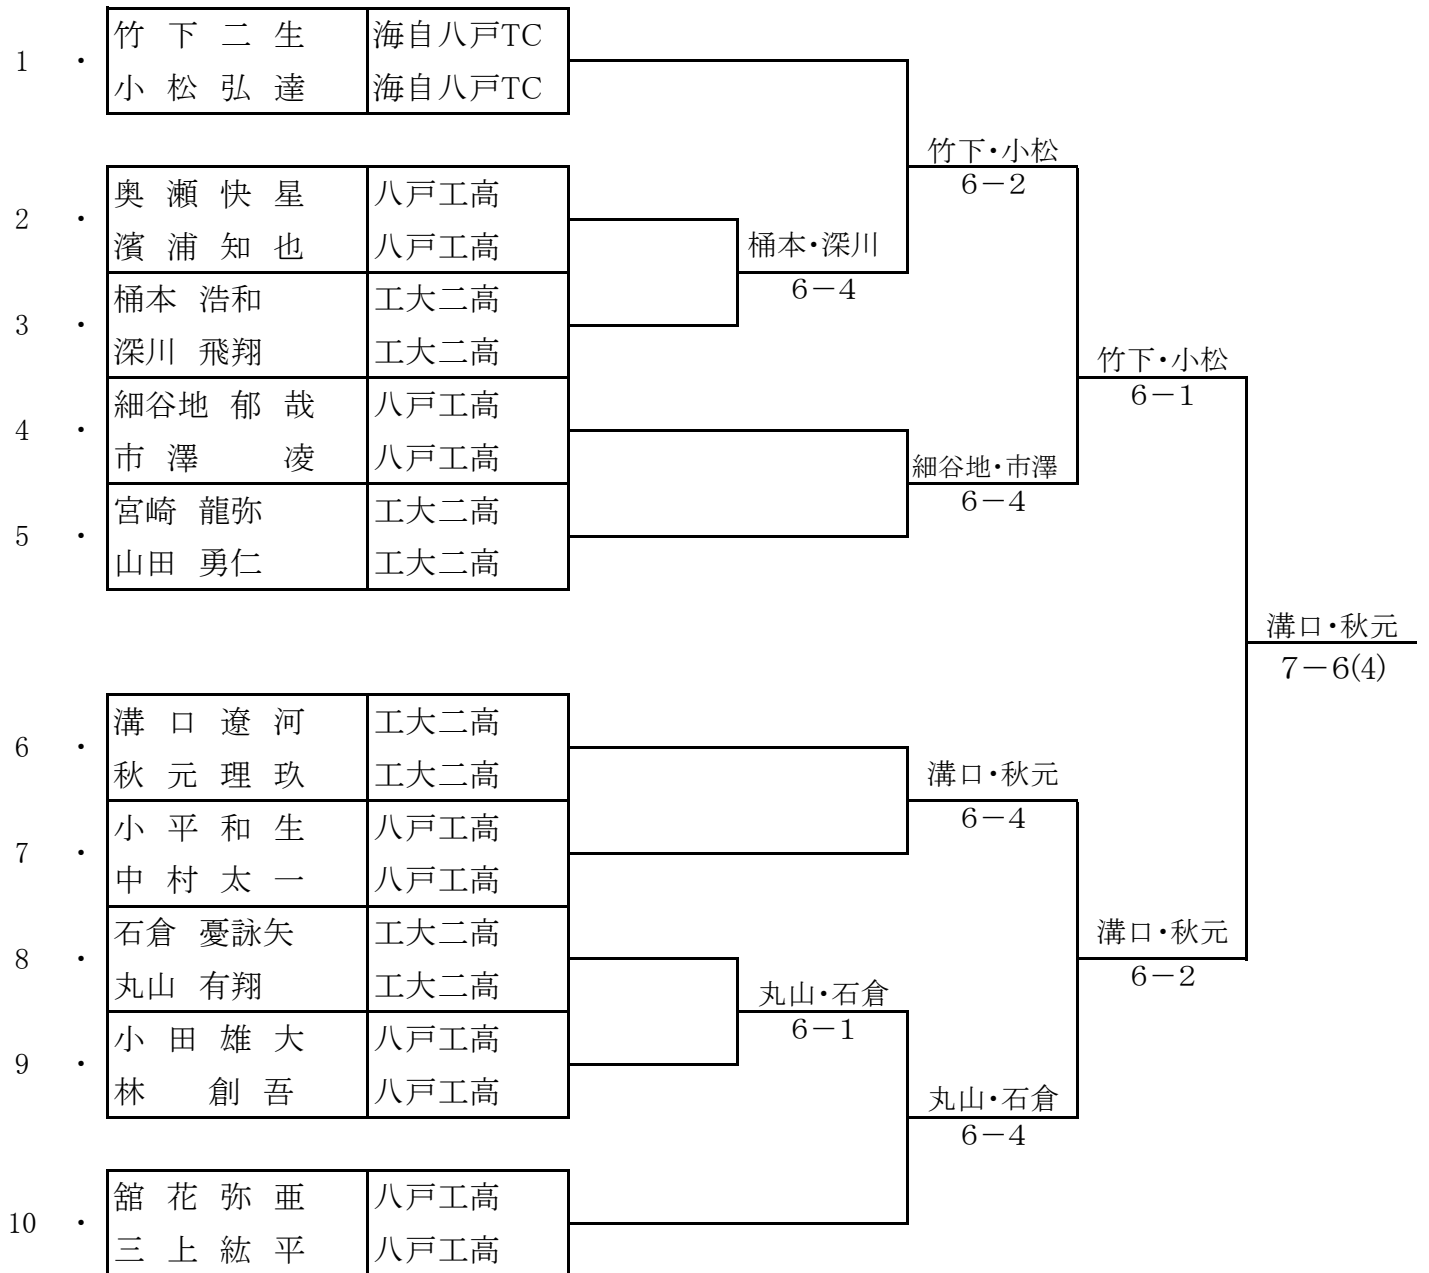 1 ・ 竹下二生 海自八戸TC
小松弘達 海自八戸TC
竹下・小松
6－2
2 ・ 奥瀬快星 八戸工高
濱浦知也 八戸工高
桶本・深川
6－4
3 ・ 桶本 浩和 工大二高
深川 飛翔 工大二高
竹下・小松
6－1
4 ・ 細谷地 郁哉 八戸工高
市澤 凌 八戸工高
細谷地・市澤
6－4
5 ・ 宮崎 龍弥 工大二高
山田 勇仁 工大二高
溝口・秋元
7－6(4)
6 ・ 溝口遼河 工大二高
秋元理玖 工大二高
溝口・秋元
6－4
7 ・ 小平和生 八戸工高
中村太一 八戸工高
8 ・ 石倉 憂詠矢 工大二高
丸山 有翔 工大二高
溝口・秋元
6－2
丸山・石倉
6－1
9 ・ 小田雄大 八戸工高
林 創吾 八戸工高
丸山・石倉
6－4
10 ・ 舘花弥亜 八戸工高
三上紘平 八戸工高